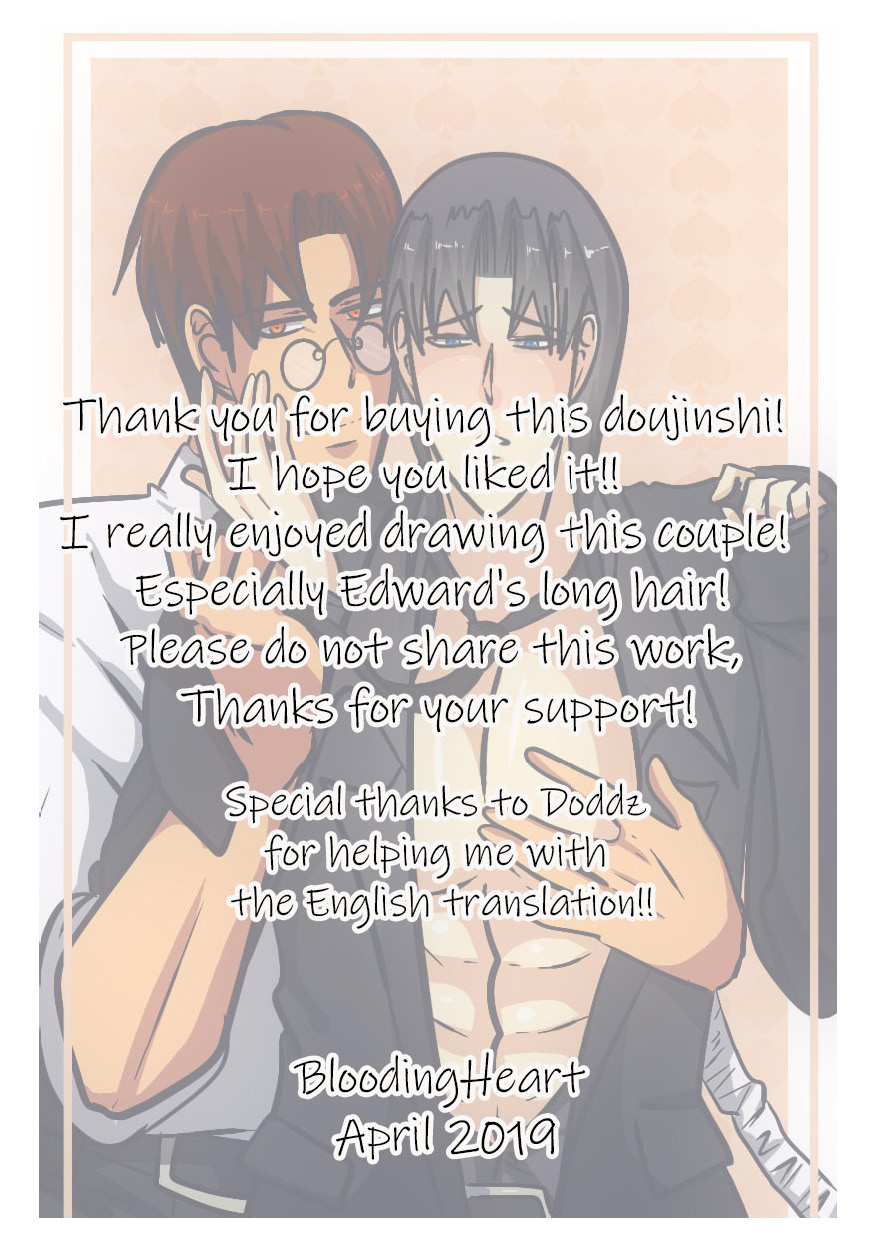 Thank you for buying this doujinshi!
I hope you liked it!!
I really enjoyed drawing this couple!
Especially Edward's long hair!
Please do not share this work,
Thanks for your support!
Special thanks to Doddz
for helping me with
the English translation!!
BloodingHeart
April 2019